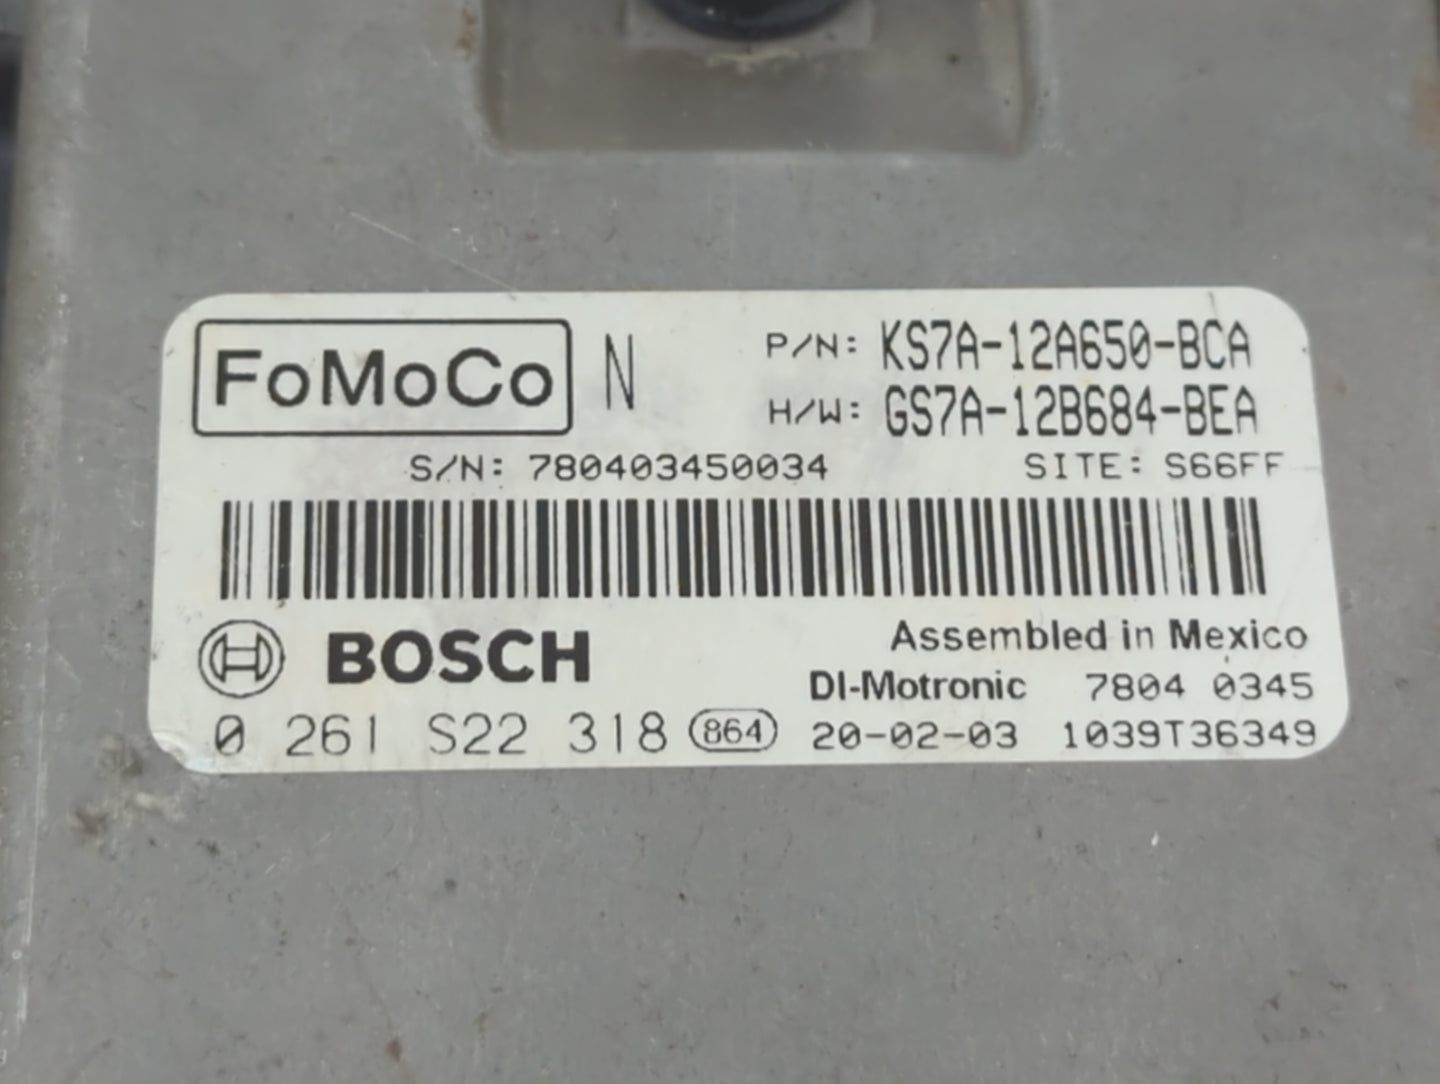 FoMoCo N P/N: KS7A-12A650-BCA
H/W: GS7A-12B684-BEA
S/N: 780403450034 SITE: S66FF
BOSCH Assembled in Mexico
DI-Motronic 7804 0345
0 261 S22 318 864 20-02-03 1039T36349